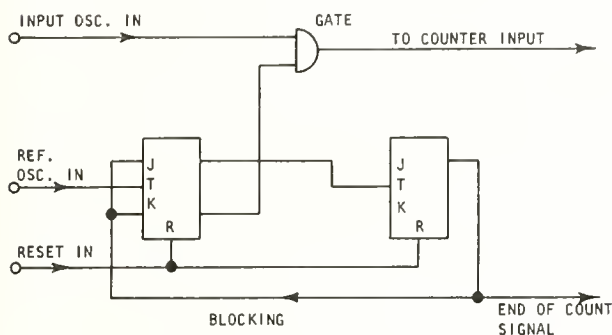 INPUT OSC. IN
GATE
TO COUNTER INPUT
REF.
OSC. IN
J
T
K
R
J
T
K
R
RESET IN
BLOCKING
END OF COUNT
SIGNAL